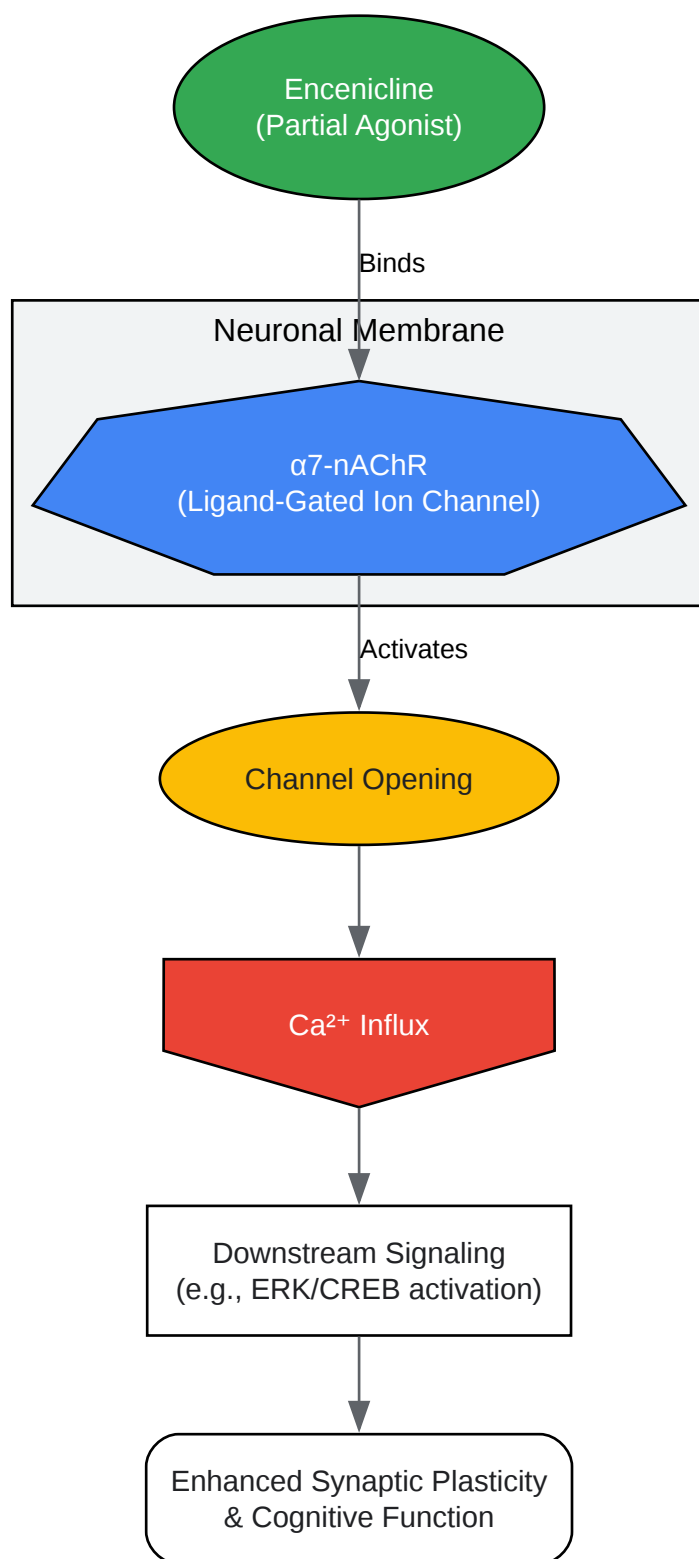 Encenicline
(Partial Agonist)
Binds
Neuronal Membrane
α7-nAChR
(Ligand-Gated Ion Channel)
Activates
Channel Opening
Ca²⁺ Influx
Downstream Signaling
(e.g., ERK/CREB activation)
Enhanced Synaptic Plasticity
& Cognitive Function